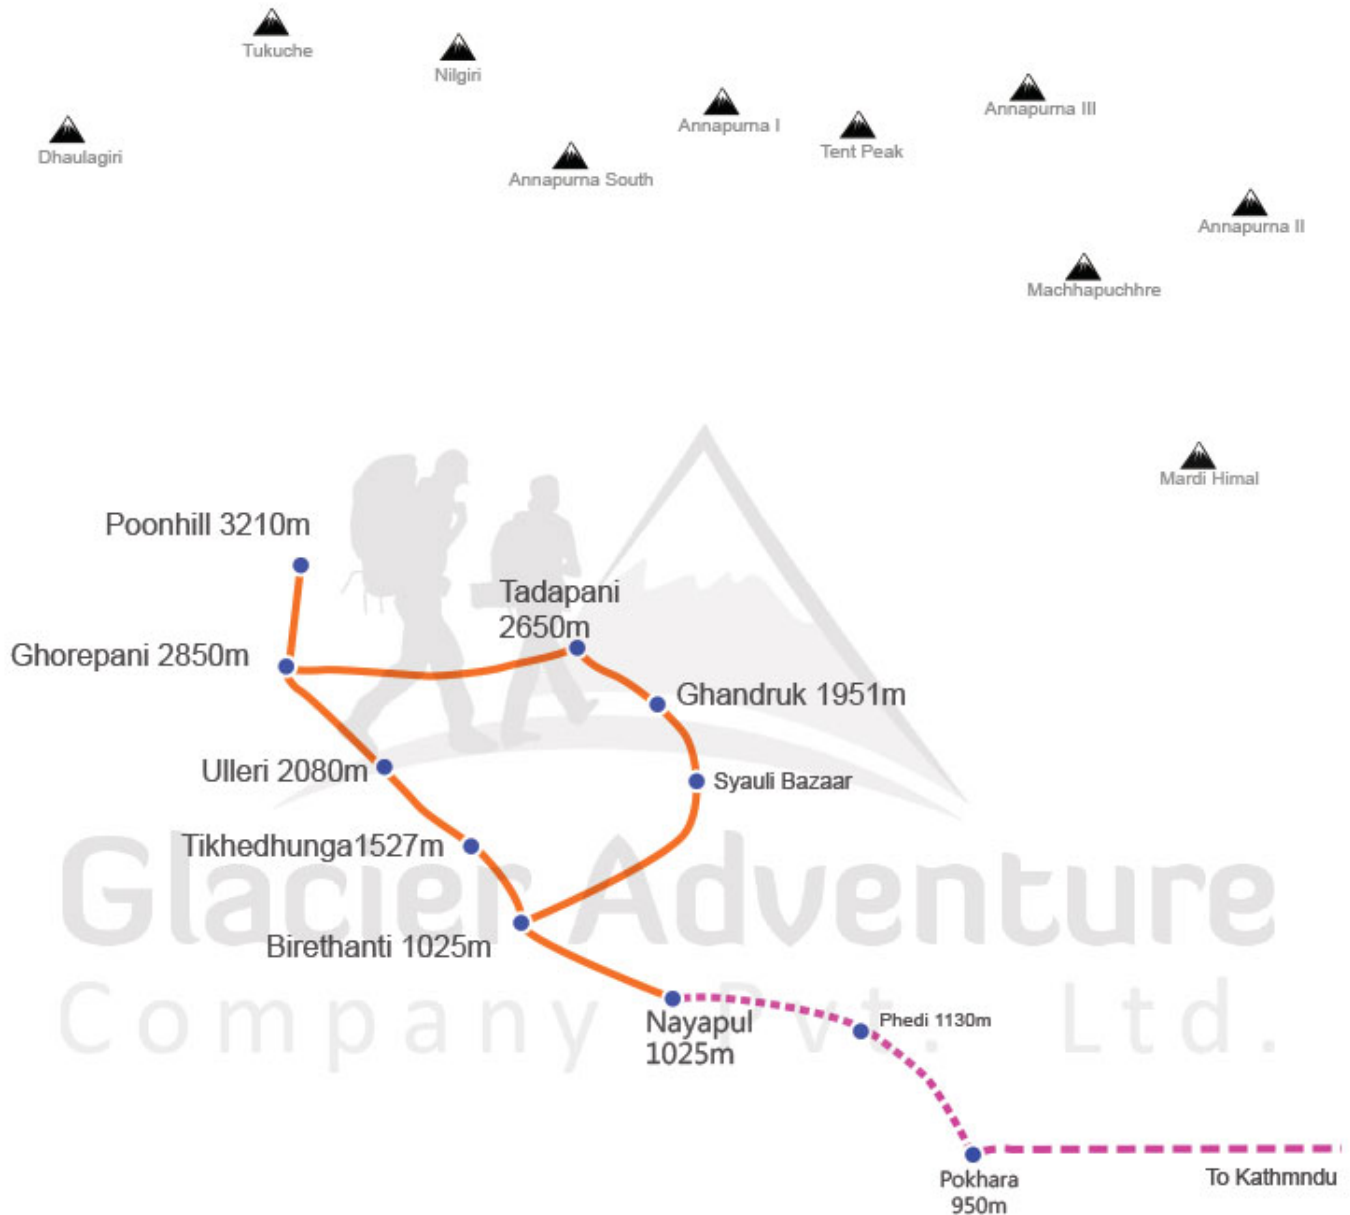 Tukuche
Nilgiri
Annapurna III
Annapurna I
Tent Peak
Dhaulagiri
Annapurna South
Annapurna II
Machhapuchhre
Mardi Himal
Poonhill 3210m
Tadapani
2650m
Ghorepani 2850m
Ghandruk 1951m
Ulleri 2080m
Syauli Bazaar
Tikhedhunga1527m
Glacier Adventure
Birethanti 1025m
Company Pvt. Ltd.
Nayapul
1025m
Phedi 1130m
Pokhara
950m
To Kathmndu